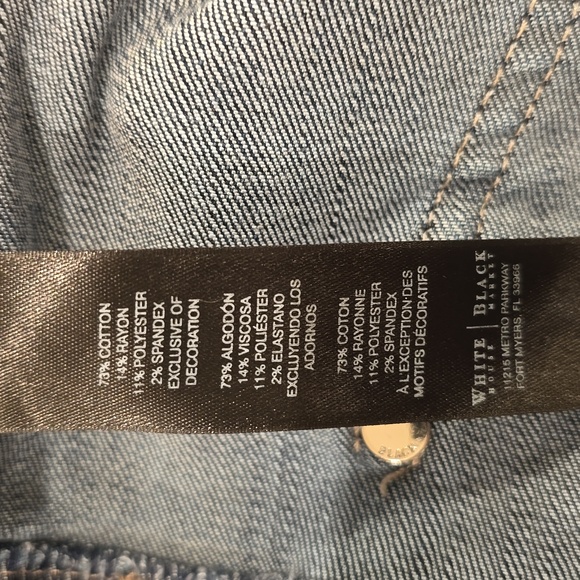 73% COTTON
14% RAYON
11% POLYESTER
2% SPANDEX
EXCLUSIVE OF
DECORATION
73% ALGODÓN
14% VISCOSA
11% POLIÉSTER
2% ELASTANO
EXCLUYENDO LOS
ADORNOS
73% COTON
14% RAYONNE
11% POLYESTER
2% SPANDEX
À L'EXCEPTION DES
MOTIFS DÉCORATIFS
WHITE | BLACK
HOUSE | MARKET
11215 METRO PARKWAY
FORT MYERS, FL 33966
BLACK